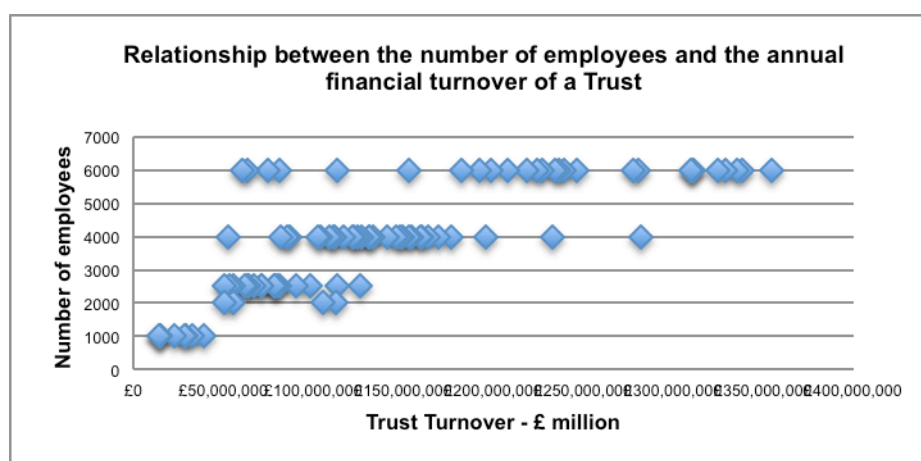 Relationship between the number of employees and the annual
financial turnover of a Trust
Number of employees
7000
6000
5000
4000
3000
2000
1000
0
£0 £50,000,000 £100,000,000 £150,000,000 £200,000,000 £250,000,000 £300,000,000 £350,000,000 £400,000,000
Trust Turnover - £ million